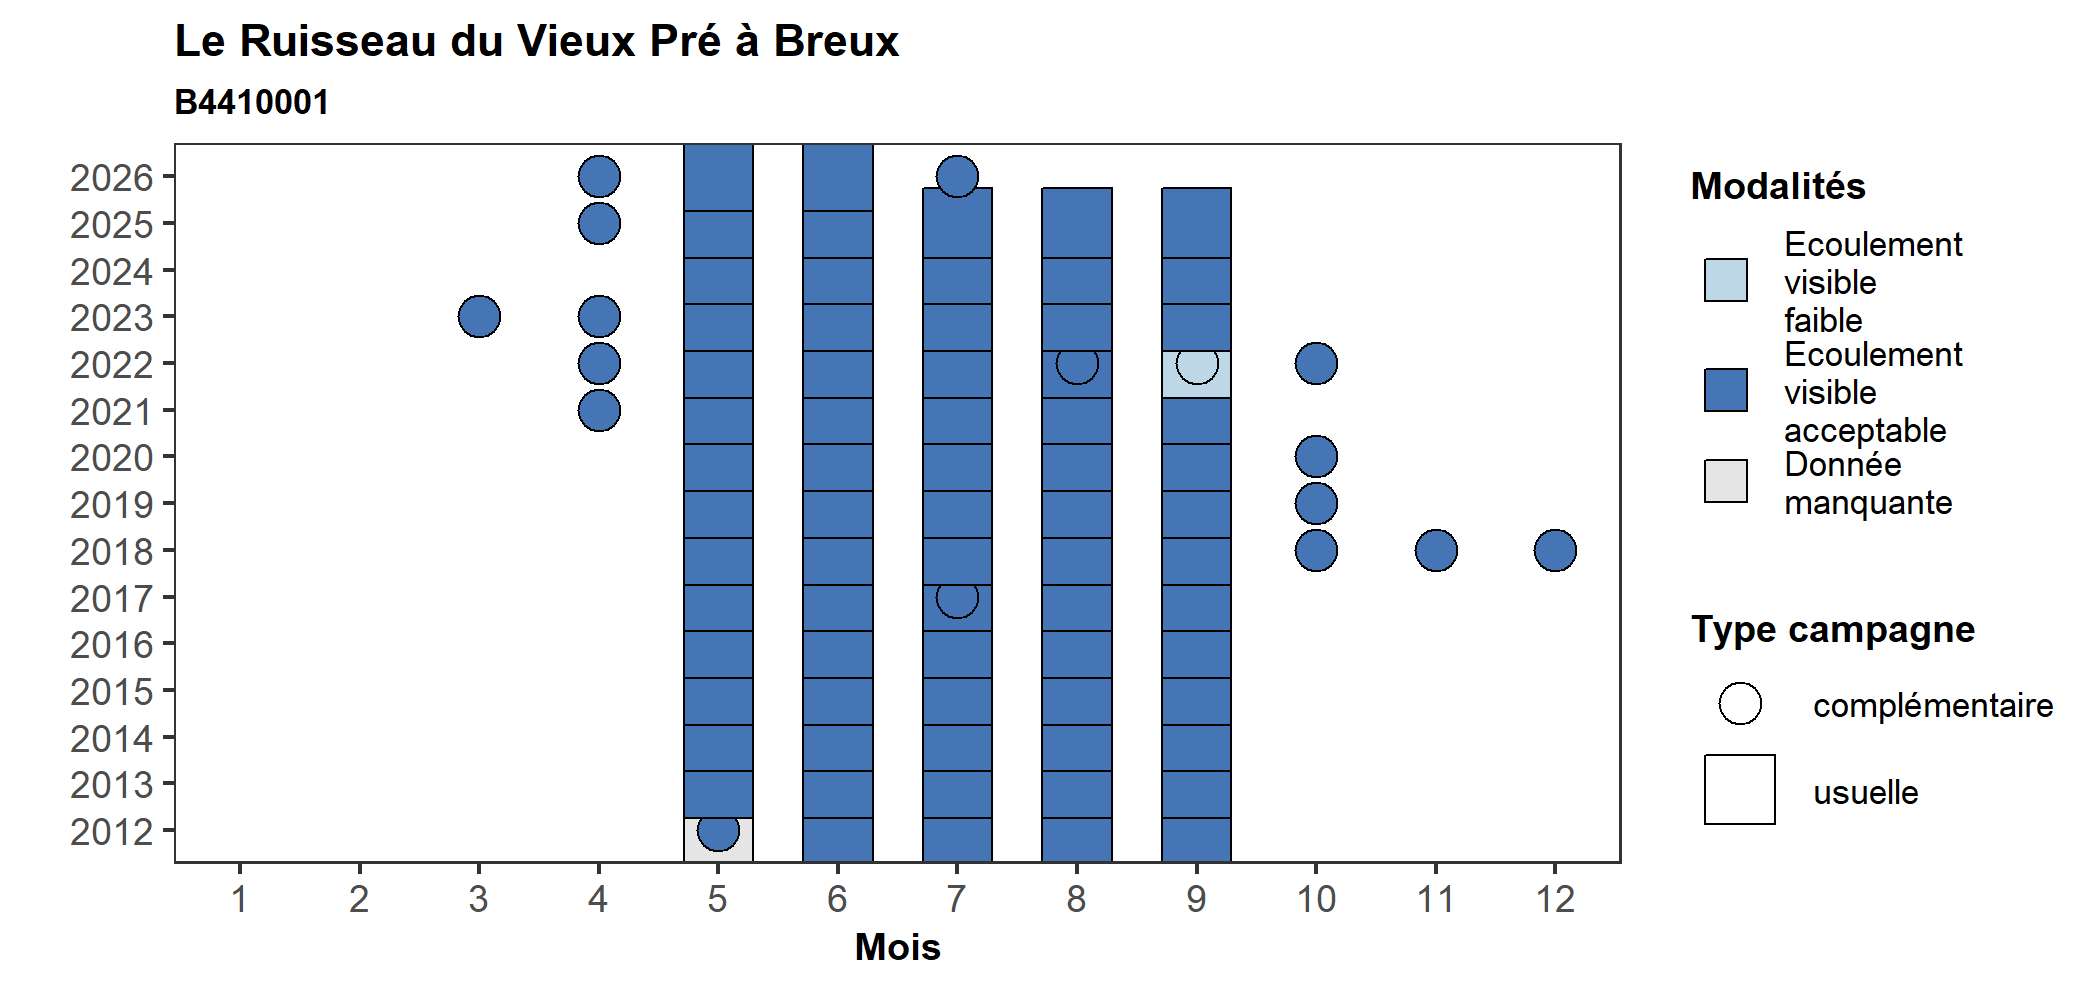 Le Ruisseau du Vieux Pré à Breux
B4410001
2026
2025
2024
2023
2022
2021
2020
2019
2018
2017
2016
2015
2014
2013
2012
1 2 3 4 5 6 7 8 9 10 11 12
Mois
Modalités
Ecoulement
visible
faible
Ecoulement
visible
acceptable
Donnée
manquante
Type campagne
complémentaire
usuelle